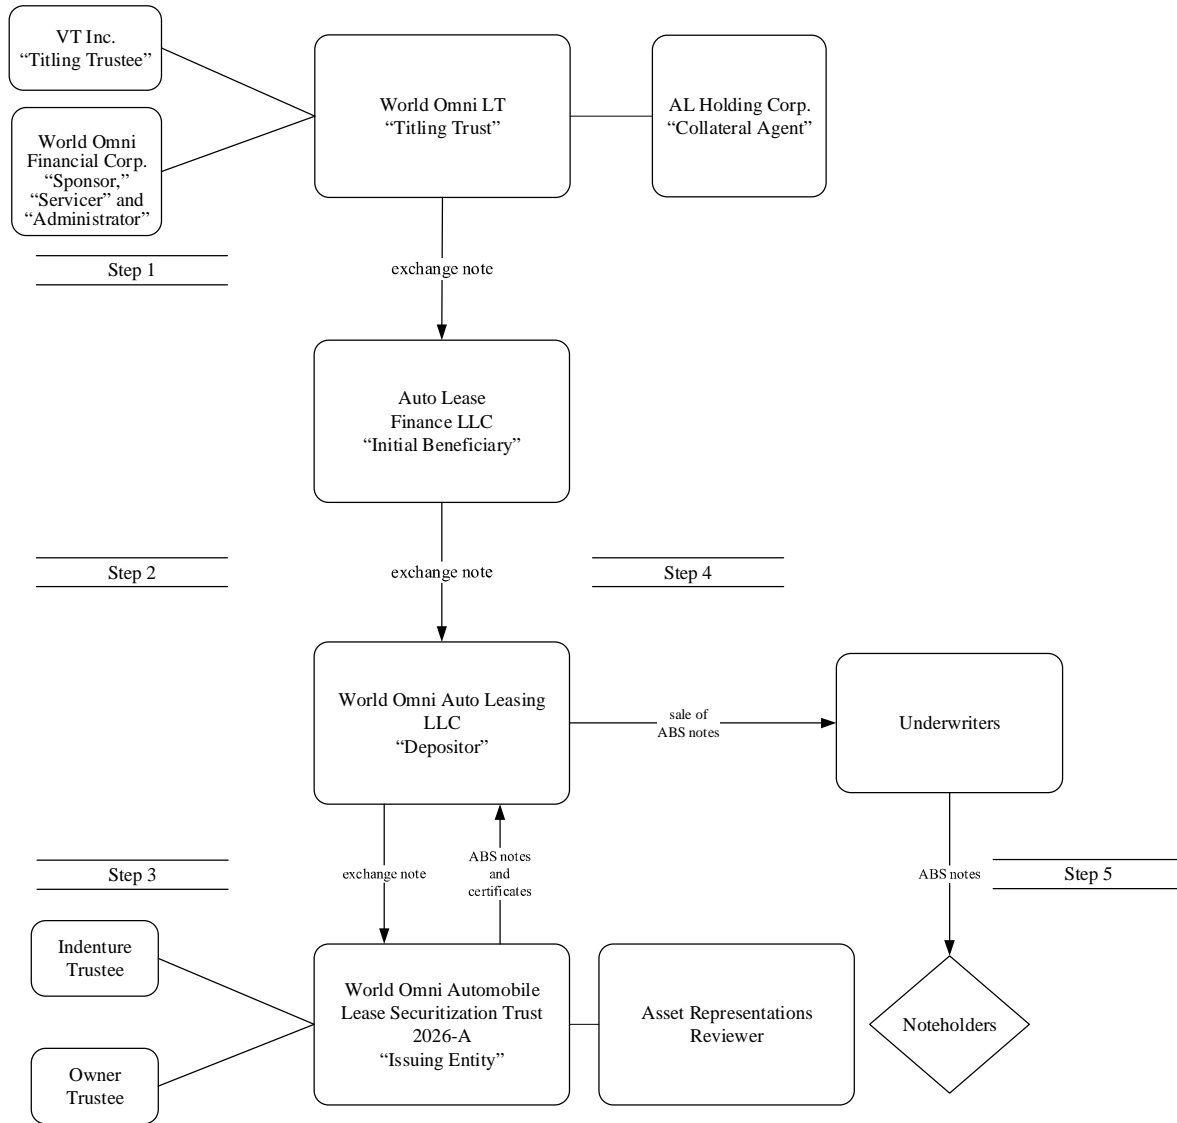 VT Inc.
“Titling Trustee”
World Omni
Financial Corp.
“Sponsor,”
“Servicer” and
“Administrator”
World Omni LT
“Titling Trust”
AL Holding Corp.
“Collateral Agent”
Step 1
exchange note
Auto Lease
Finance LLC
“Initial Beneficiary”
Step 2
exchange note
Step 4
World Omni Auto Leasing
LLC
“Depositor”
sale of
ABS notes
Underwriters
Step 3
exchange note
ABS notes
and
certificates
ABS notes
Step 5
Indenture
Trustee
Owner
Trustee
World Omni Automobile
Lease Securitization Trust
2026-A
“Issuing Entity”
Asset Representations
Reviewer
Noteholders